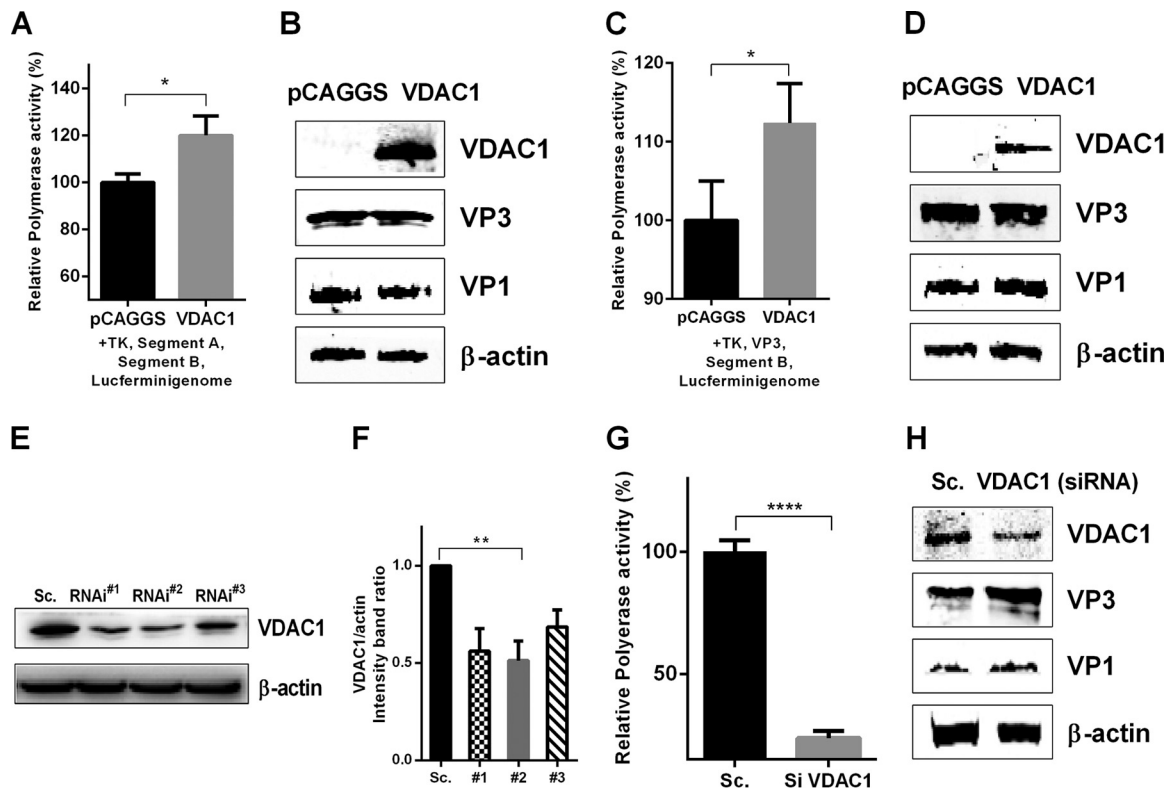 A
Relative Polymerase activity (%)
140
120
100
80
60
*
pCAGGS VDAC1
+TK, Segment A,
Segment B,
Lucferminigenome
B
pCAGGS VDAC1
VDAC1
VP3
VP1
β-actin
C
Relative Polymerase activity (%)
120
110
100
90
*
pCAGGS VDAC1
+TK, VP3,
Segment B,
Lucferminigenome
D
pCAGGS VDAC1
VDAC1
VP3
VP1
β-actin
E
Sc. RNAi#1 RNAi#2 RNAi#3
VDAC1
β-actin
F
VDAC1/actin
Intensity band ratio
1.0
0.5
0.0
**
Sc. #1 #2 #3
G
Relative Polyerase activity (%)
100
50
****
Sc. Si VDAC1
H
Sc. VDAC1 (siRNA)
VDAC1
VP3
VP1
β-actin